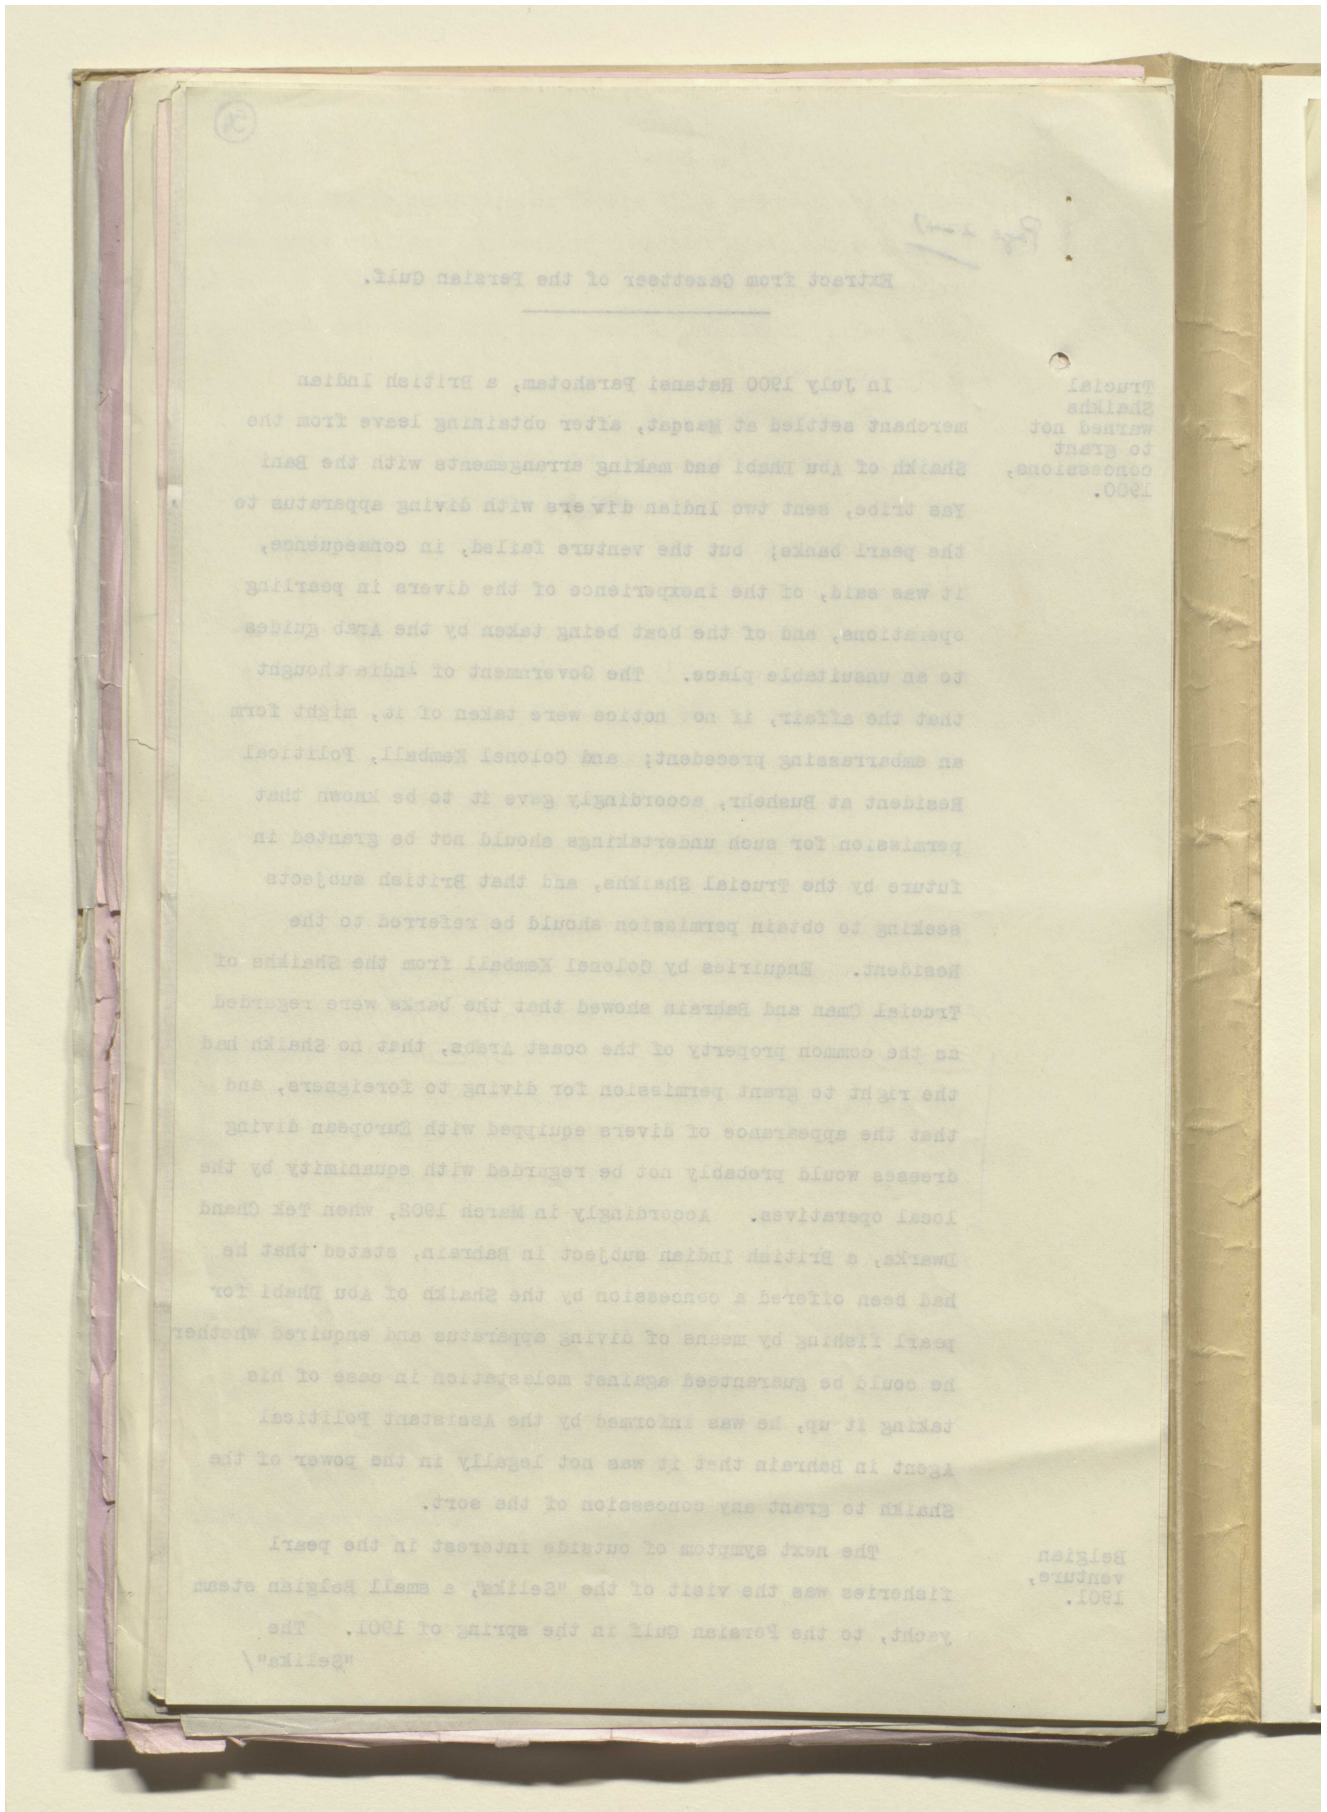 Extract from Gazetteer of the Persian Gulf.
Trucial
Shaikhs
warned not
to grant
concessions,
1900.
In July 1900 Ratansi Parshotam, a British Indian
merchant settled at Masqat, after obtaining leave from the
Shaikh of Abu Dhabi and making arrangements with the Bani
Yas tribe, sent two Indian divers with diving apparatus to
the pearl banks; but the venture failed, in consequence,
it was said, of the inexperience of the divers in pearling
operations, and of the boat being taken by the Arab guides
to an unsuitable place. The Government of India thought
that the affair, if no notice were taken of it, might form
an embarrassing precedent; and Colonel Kemball, Political
Resident at Bushehr, accordingly gave it to be known that
permission for such undertakings should not be granted in
future by the Trucial Shaikhs, and that British subjects
seeking to obtain permission should be referred to the
Resident. Enquiries by Colonel Kemball from the Shaikhs of
Trucial Oman and Bahrain showed that the banks were regarded
as the common property of the coast Arabs, that no Shaikh had
the right to grant permission for diving to foreigners, and
that the appearance of divers equipped with European diving
dresses would probably not be regarded with equanimity by the
local operatives. Accordingly in March 1902, when Tek Chand
Dwarka, a British Indian subject in Bahrain, stated that he
had been offered a concession by the Shaikh of Abu Dhabi for
pearl fishing by means of diving apparatus and enquired whether
he could be guaranteed against molestation in case of his
taking it up, he was informed by the Assistant Political
Agent in Bahrain that it was not legally in the power of the
Shaikh to grant any concession of the sort.
Belgian
venture,
1901.
The next symptom of outside interest in the pearl
fisheries was the visit of the "Selika", a small Belgian steam
yacht, to the Persian Gulf in the spring of 1901. The
"Selika"/